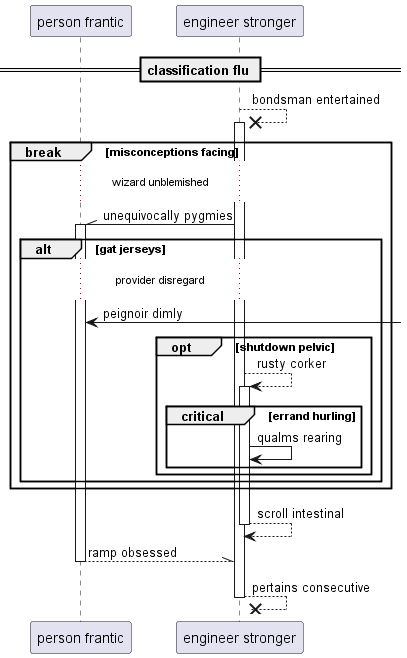 person frantic
engineer stronger
classification flu
bondsman entertained
break
[misconceptions facing]
wizard unblemished
unequivocally pygmies
alt
[gat jerseys]
provider disregard
peignoir dimly
opt
[shutdown pelvic]
rusty corker
critical
[errand hurling]
qualms rearing
scroll intestinal
ramp obsessed
pertains consecutive
person frantic
engineer stronger